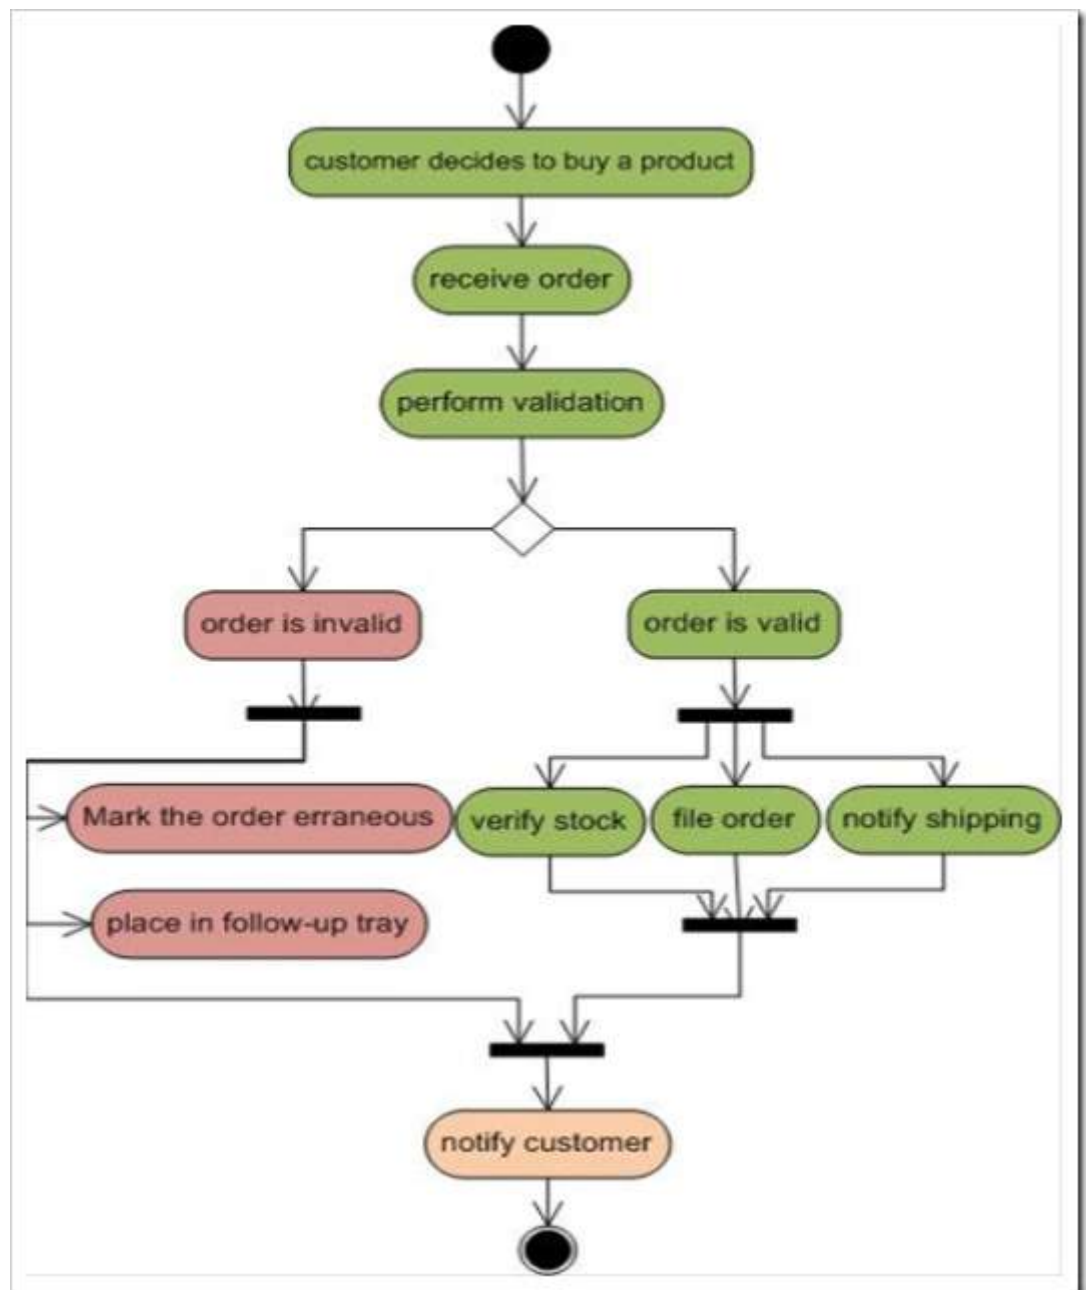 customer decides to buy a product
receive order
perform validation
order is invalid
order is valid
Mark the order erraneous
verify stock
file order
notify shipping
place in follow-up tray
notify customer